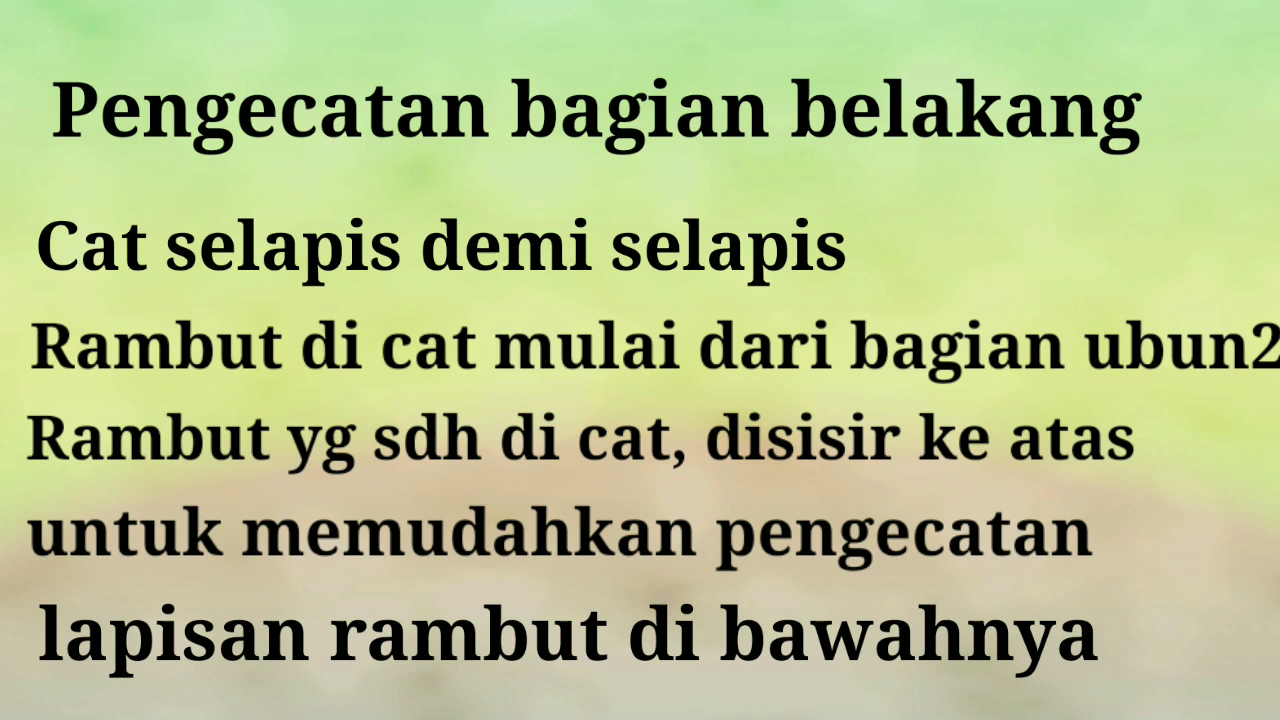 Pengecatan bagian belakang
Cat selapis demi selapis
Rambut di cat mulai dari bagian ubun2
Rambut yg sdh di cat, disisir ke atas
untuk memudahkan pengecatan
lapisan rambut di bawahnya